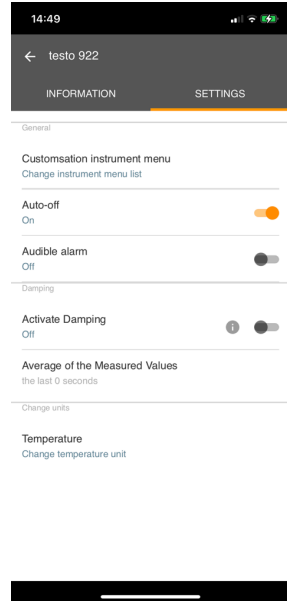 14:49
testo 922
INFORMATION
SETTINGS
General
Customsation instrument menu
Change instrument menu list
Auto-off
On
Audible alarm
Off
Damping
Activate Damping
Off
Average of the Measured Values
the last 0 seconds
Change units
Temperature
Change temperature unit